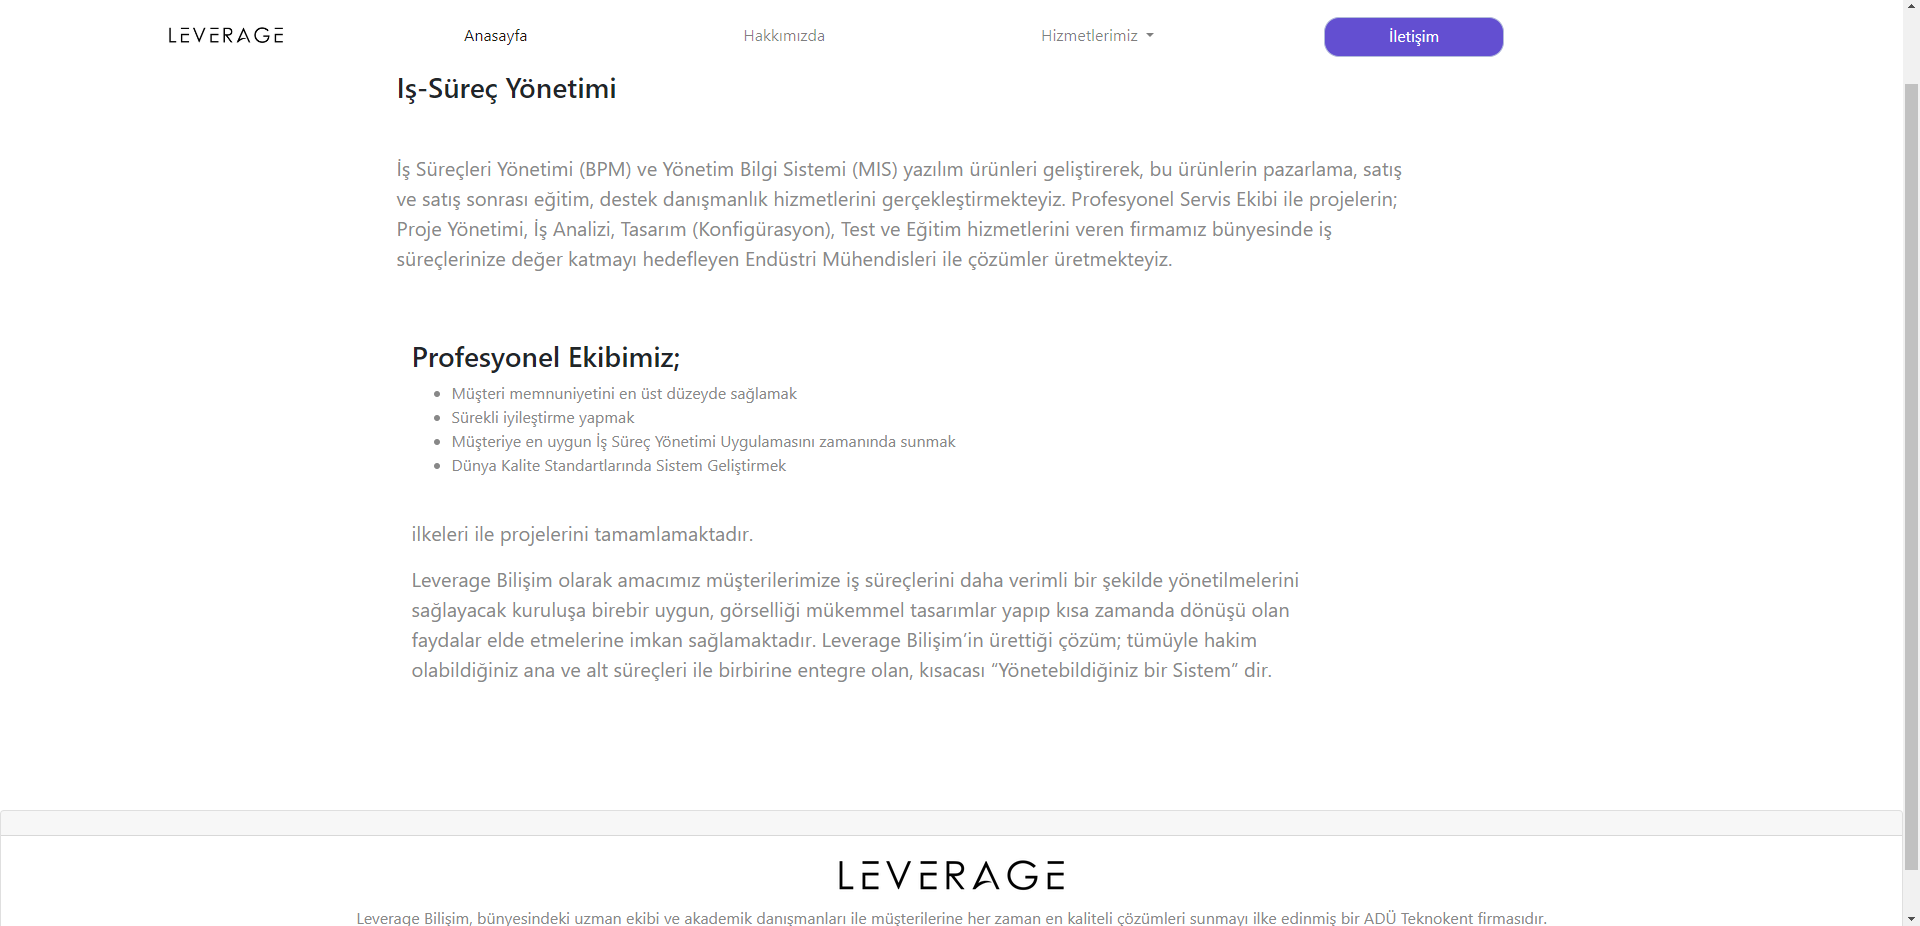 LEVERAGE
Anasayfa
Hakkımızda
Hizmetlerimiz
İletişim
Iş-Süreç Yönetimi
İş Süreçleri Yönetimi (BPM) ve Yönetim Bilgi Sistemi (MIS) yazılım ürünleri geliştirerek, bu ürünlerin pazarlama, satış
ve satış sonrası eğitim, destek danışmanlık hizmetlerini gerçekleştirmekteyiz. Profesyonel Servis Ekibi ile projelerin;
Proje Yönetimi, İş Analizi, Tasarım (Konfigürasyon), Test ve Eğitim hizmetlerini veren firmamız bünyesinde iş
süreçlerinize değer katmayı hedefleyen Endüstri Mühendisleri ile çözümler üretmekteyiz.
Profesyonel Ekibimiz;
• Müşteri memnuniyetini en üst düzeyde sağlamak
• Sürekli iyileştirme yapmak
• Müşteriye en uygun İş Süreç Yönetimi Uygulamasını zamanında sunmak
• Dünya Kalite Standartlarında Sistem Geliştirmek
ilkeleri ile projelerini tamamlamaktadır.
Leverage Bilişim olarak amacımız müşterilerimize iş süreçlerini daha verimli bir şekilde yönetilmelerini
sağlayacak kuruluşa birebir uygun, görselliği mükemmel tasarımlar yapıp kısa zamanda dönüşü olan
faydalar elde etmelerine imkan sağlamaktadır. Leverage Bilişim’in ürettiği çözüm; tümüyle hakim
olabildiğiniz ana ve alt süreçleri ile birbirine entegre olan, kısacası “Yönetebildiğiniz bir Sistem” dir.
LEVERAGE
Leverage Bilişim, bünyesindeki uzman ekibi ve akademik danışmanları ile müşterilerine her zaman en kaliteli çözümleri sunmayı ilke edinmiş bir ADÜ Teknokent firmasıdır.